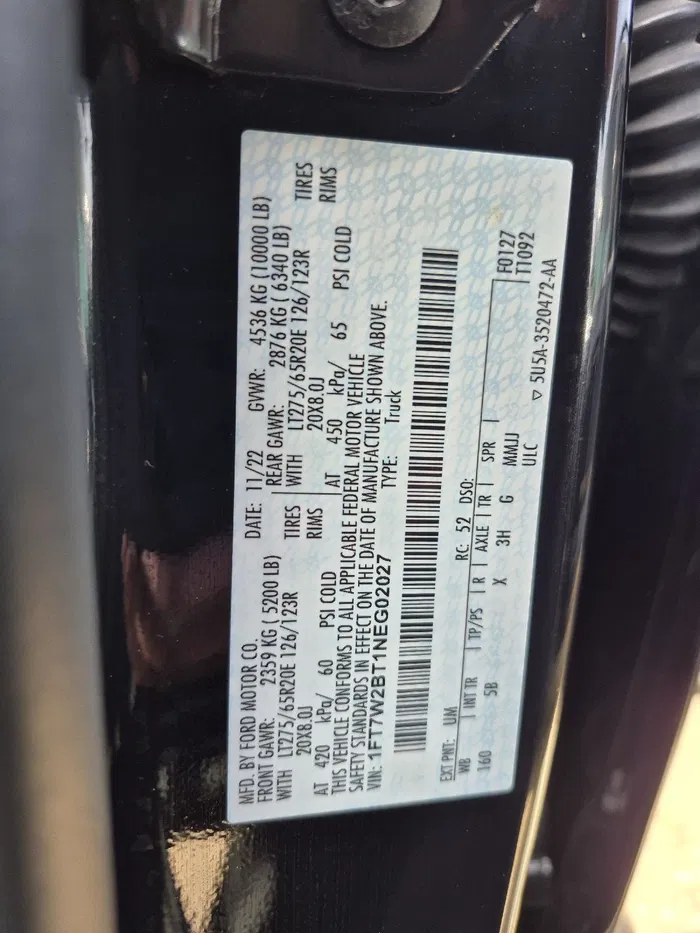 MFD. BY FORD MOTOR CO.
DATE: 11/22 GVWR: 4536 KG (10000 LB)
FRONT GAWR: 2359 KG ( 5200 LB) REAR GAWR: 2876 KG ( 6340 LB)
WITH LT275/65R20E 126/123R TIRES WITH LT275/65R20E 126/123R TIRES
20X8.0J RIMS 20X8.0J RIMS
AT 420 kPa/ 60 PSI COLD AT 450 kPa/ 65 PSI COLD
THIS VEHICLE CONFORMS TO ALL APPLICABLE FEDERAL MOTOR VEHICLE
SAFETY STANDARDS IN EFFECT ON THE DATE OF MANUFACTURE SHOWN ABOVE.
VIN: 1FT7W2BT1NEG02027 TYPE: Truck
EXT PNT: UM RC: 52 DSO: F0127
WB INT TR TP/PS R AXLE TR SPR TT1092
160 5B X 3H G MMJJ
ULC
▽ 5U5A-3520472-AA